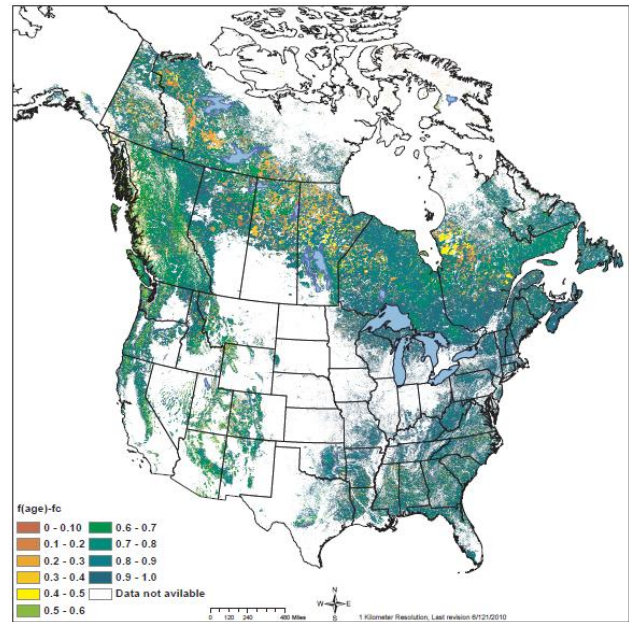 f(age)-fc
0 - 0.10
0.1 - 0.2
0.2 - 0.3
0.3 - 0.4
0.4 - 0.5
0.5 - 0.6
0.6 - 0.7
0.7 - 0.8
0.8 - 0.9
0.9 - 1.0
Data not avilable
0 120 240 480 Miles
N
W E
S
1 Kilometer Resolution, Last revision 6/121/2010